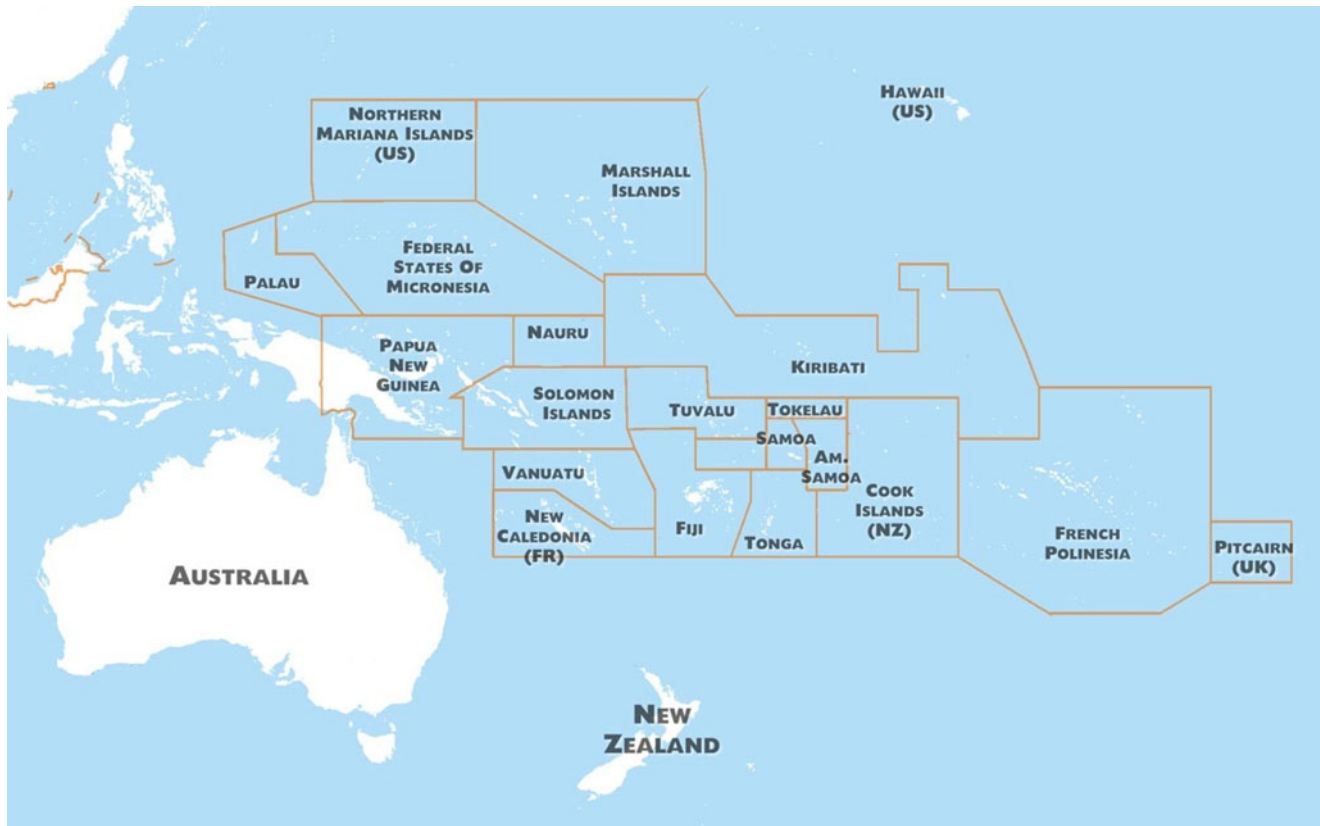 Hawaii
(US)
Northern
Mariana Islands
(US)
Marshall
Islands
Federal
States Of
Micronesia
Palau
Nauru
Papua
New
Guinea
Kiribati
Solomon
Islands
Tuvalu
Tokelau
Samoa
Am.
Samoa
Vanuatu
Cook
Islands
(NZ)
New
Caledonia
(FR)
Fiji
Tonga
French
Polinesia
Pitcairn
(UK)
Australia
New
Zealand